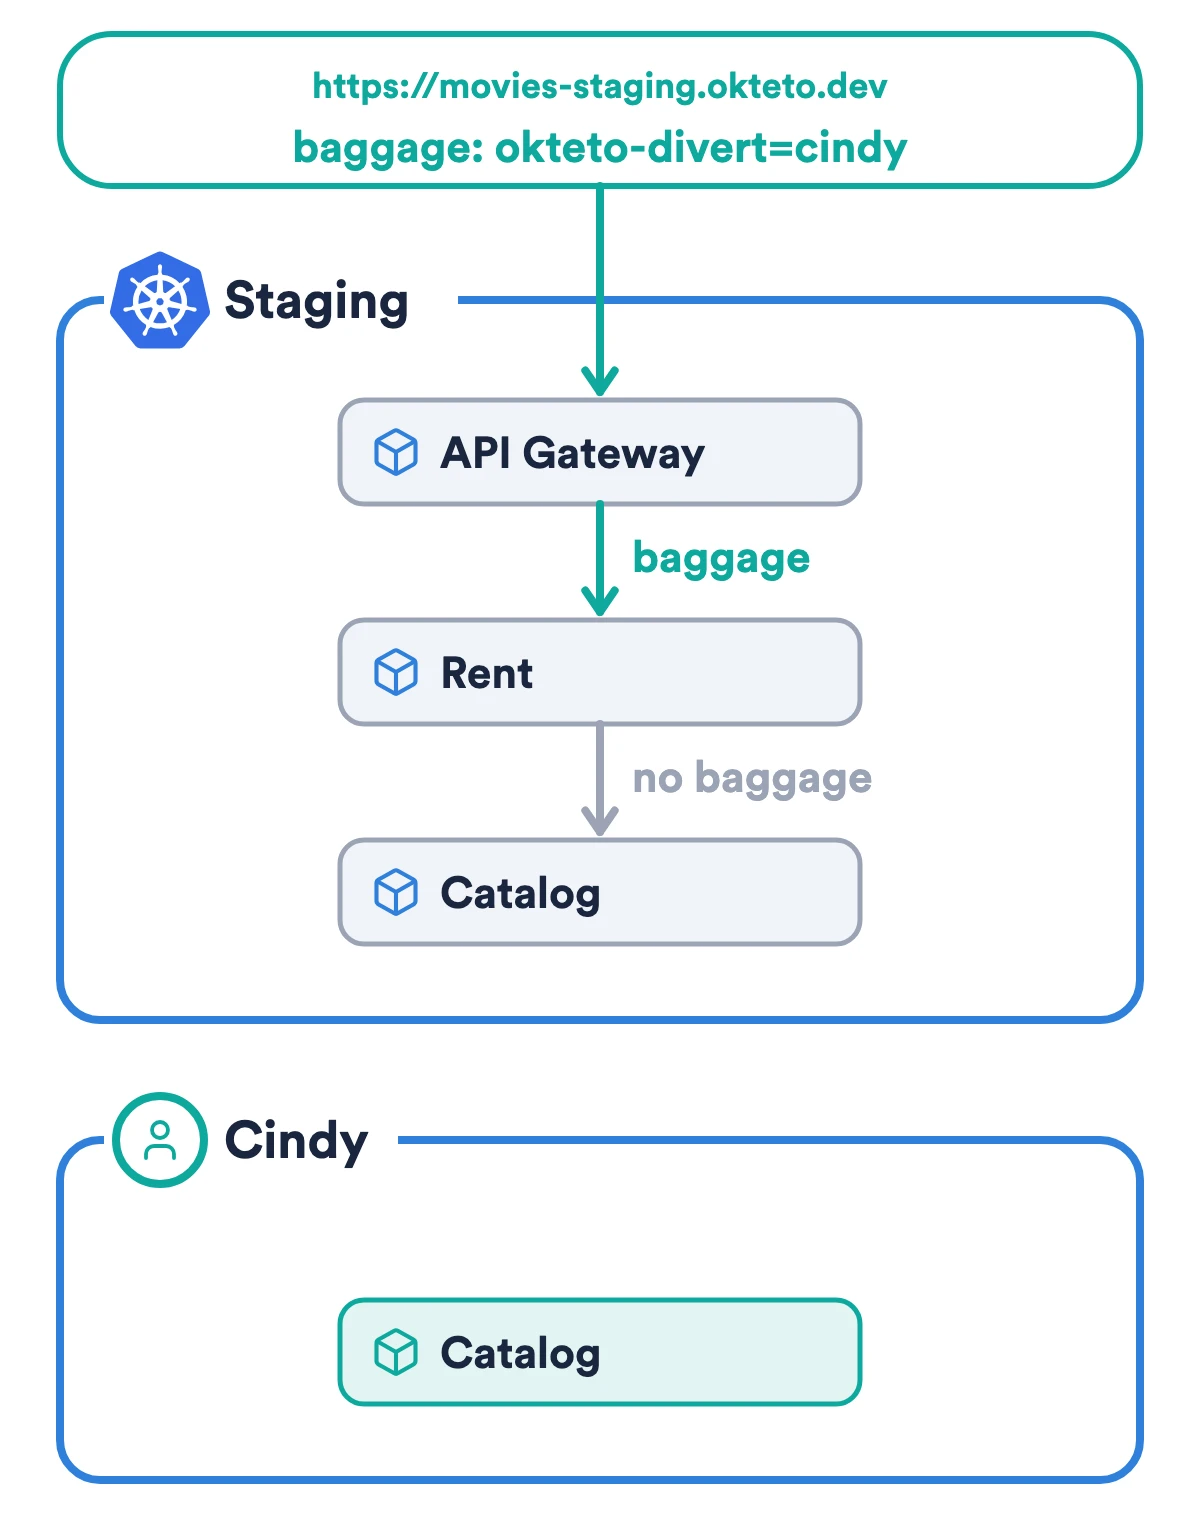 https://movies-staging.okteto.dev
baggage: okteto-divert=cindy
Staging
API Gateway
baggage
Rent
no baggage
Catalog
Cindy
Catalog